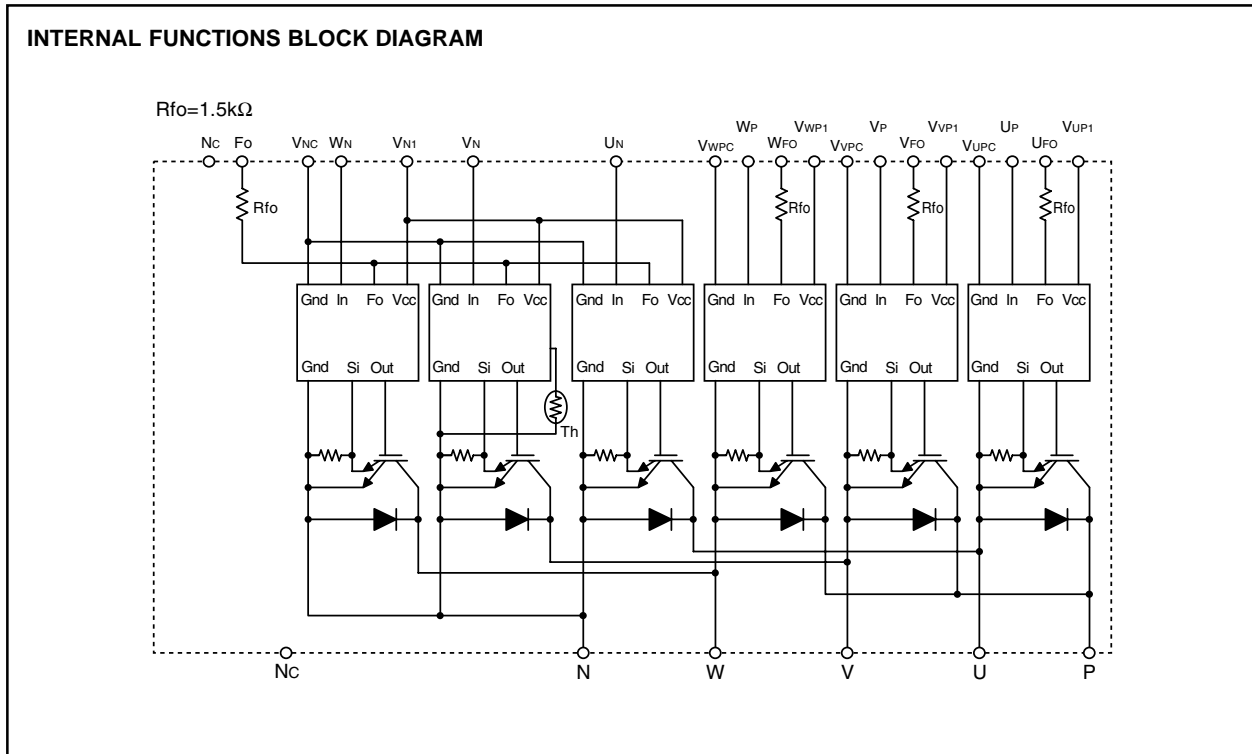 INTERNAL FUNCTIONS BLOCK DIAGRAM
Rfo=1.5kΩ
NC FO VNC WN VN1 VN UN VWPC WP WFO VWP1 VVPC VP VFO VVP1 VUPC UP UFO VUP1
Rfo Rfo Rfo Rfo
Gnd In Fo Vcc Gnd In Fo Vcc Gnd In Fo Vcc Gnd In Fo Vcc Gnd In Fo Vcc Gnd In Fo Vcc
Gnd Si Out Gnd Si Out Gnd Si Out Gnd Si Out Gnd Si Out Gnd Si Out
Th
NC N W V U P